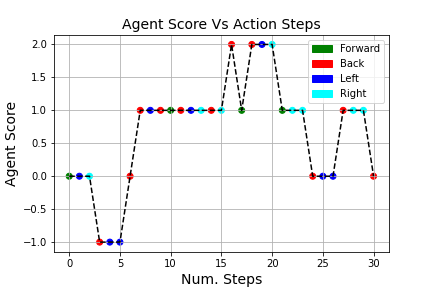 Agent Score Vs Action Steps
Agent Score
2.0
1.5
1.0
0.5
0.0
−0.5
−1.0
Forward
Back
Left
Right
0 5 10 15 20 25 30
Num. Steps